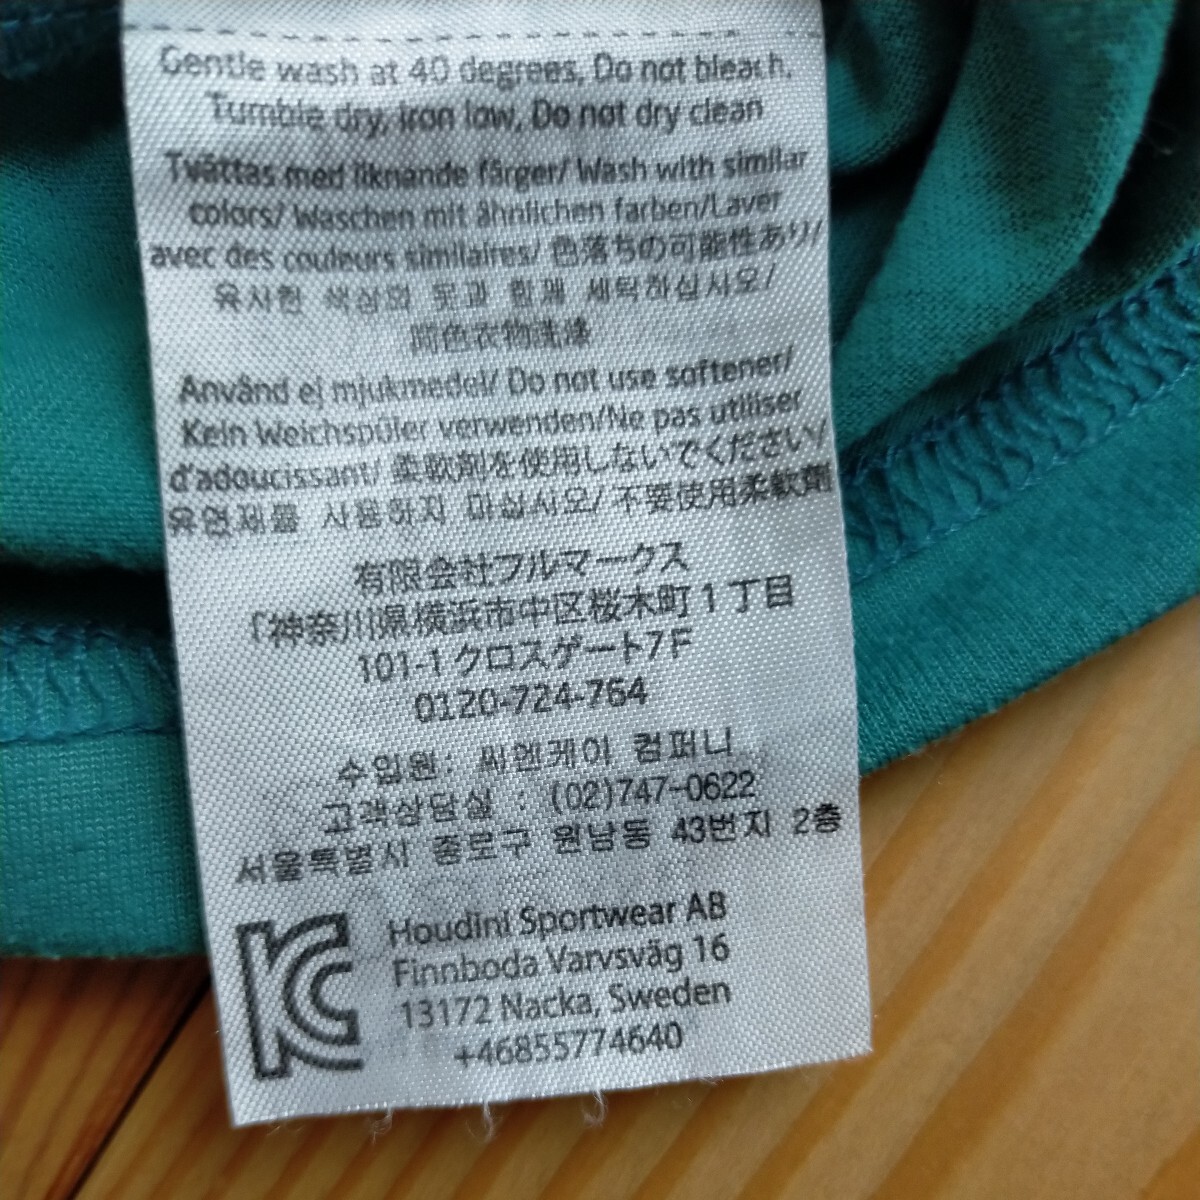 Gentle wash at 40 degrees, Do not bleach.
Tumble dry, iron low, Do not dry clean
Tvättas med liknande färger/ Wash with similar
colors/ Waschen mit ähnlichen farben/Laver
avec des couleurs similaires/ 色落ちの可能性あり/
유사한 색상의 옷과 함께 세탁하십시오/
同色衣物洗滌
Använd ej mjukmedel/ Do not use softener/
Kein Weichspüler verwenden/Ne pas utiliser
d'adoucissant/ 柔軟剤を使用しないでください/
유연제를 사용하지 마십시오/ 不要使用柔軟劑
有限会社フルマークス
「神奈川県横浜市中区桜木町1丁目
101-1クロスゲート7F
0120-724-764
수입원: 씨엔케이 컴퍼니
고객상담실 : (02)747-0622
서울특별시 종로구 원남동 43번지 2층
Houdini Sportwear AB
Finnboda Varvsväg 16
13172 Nacka, Sweden
+46855774640